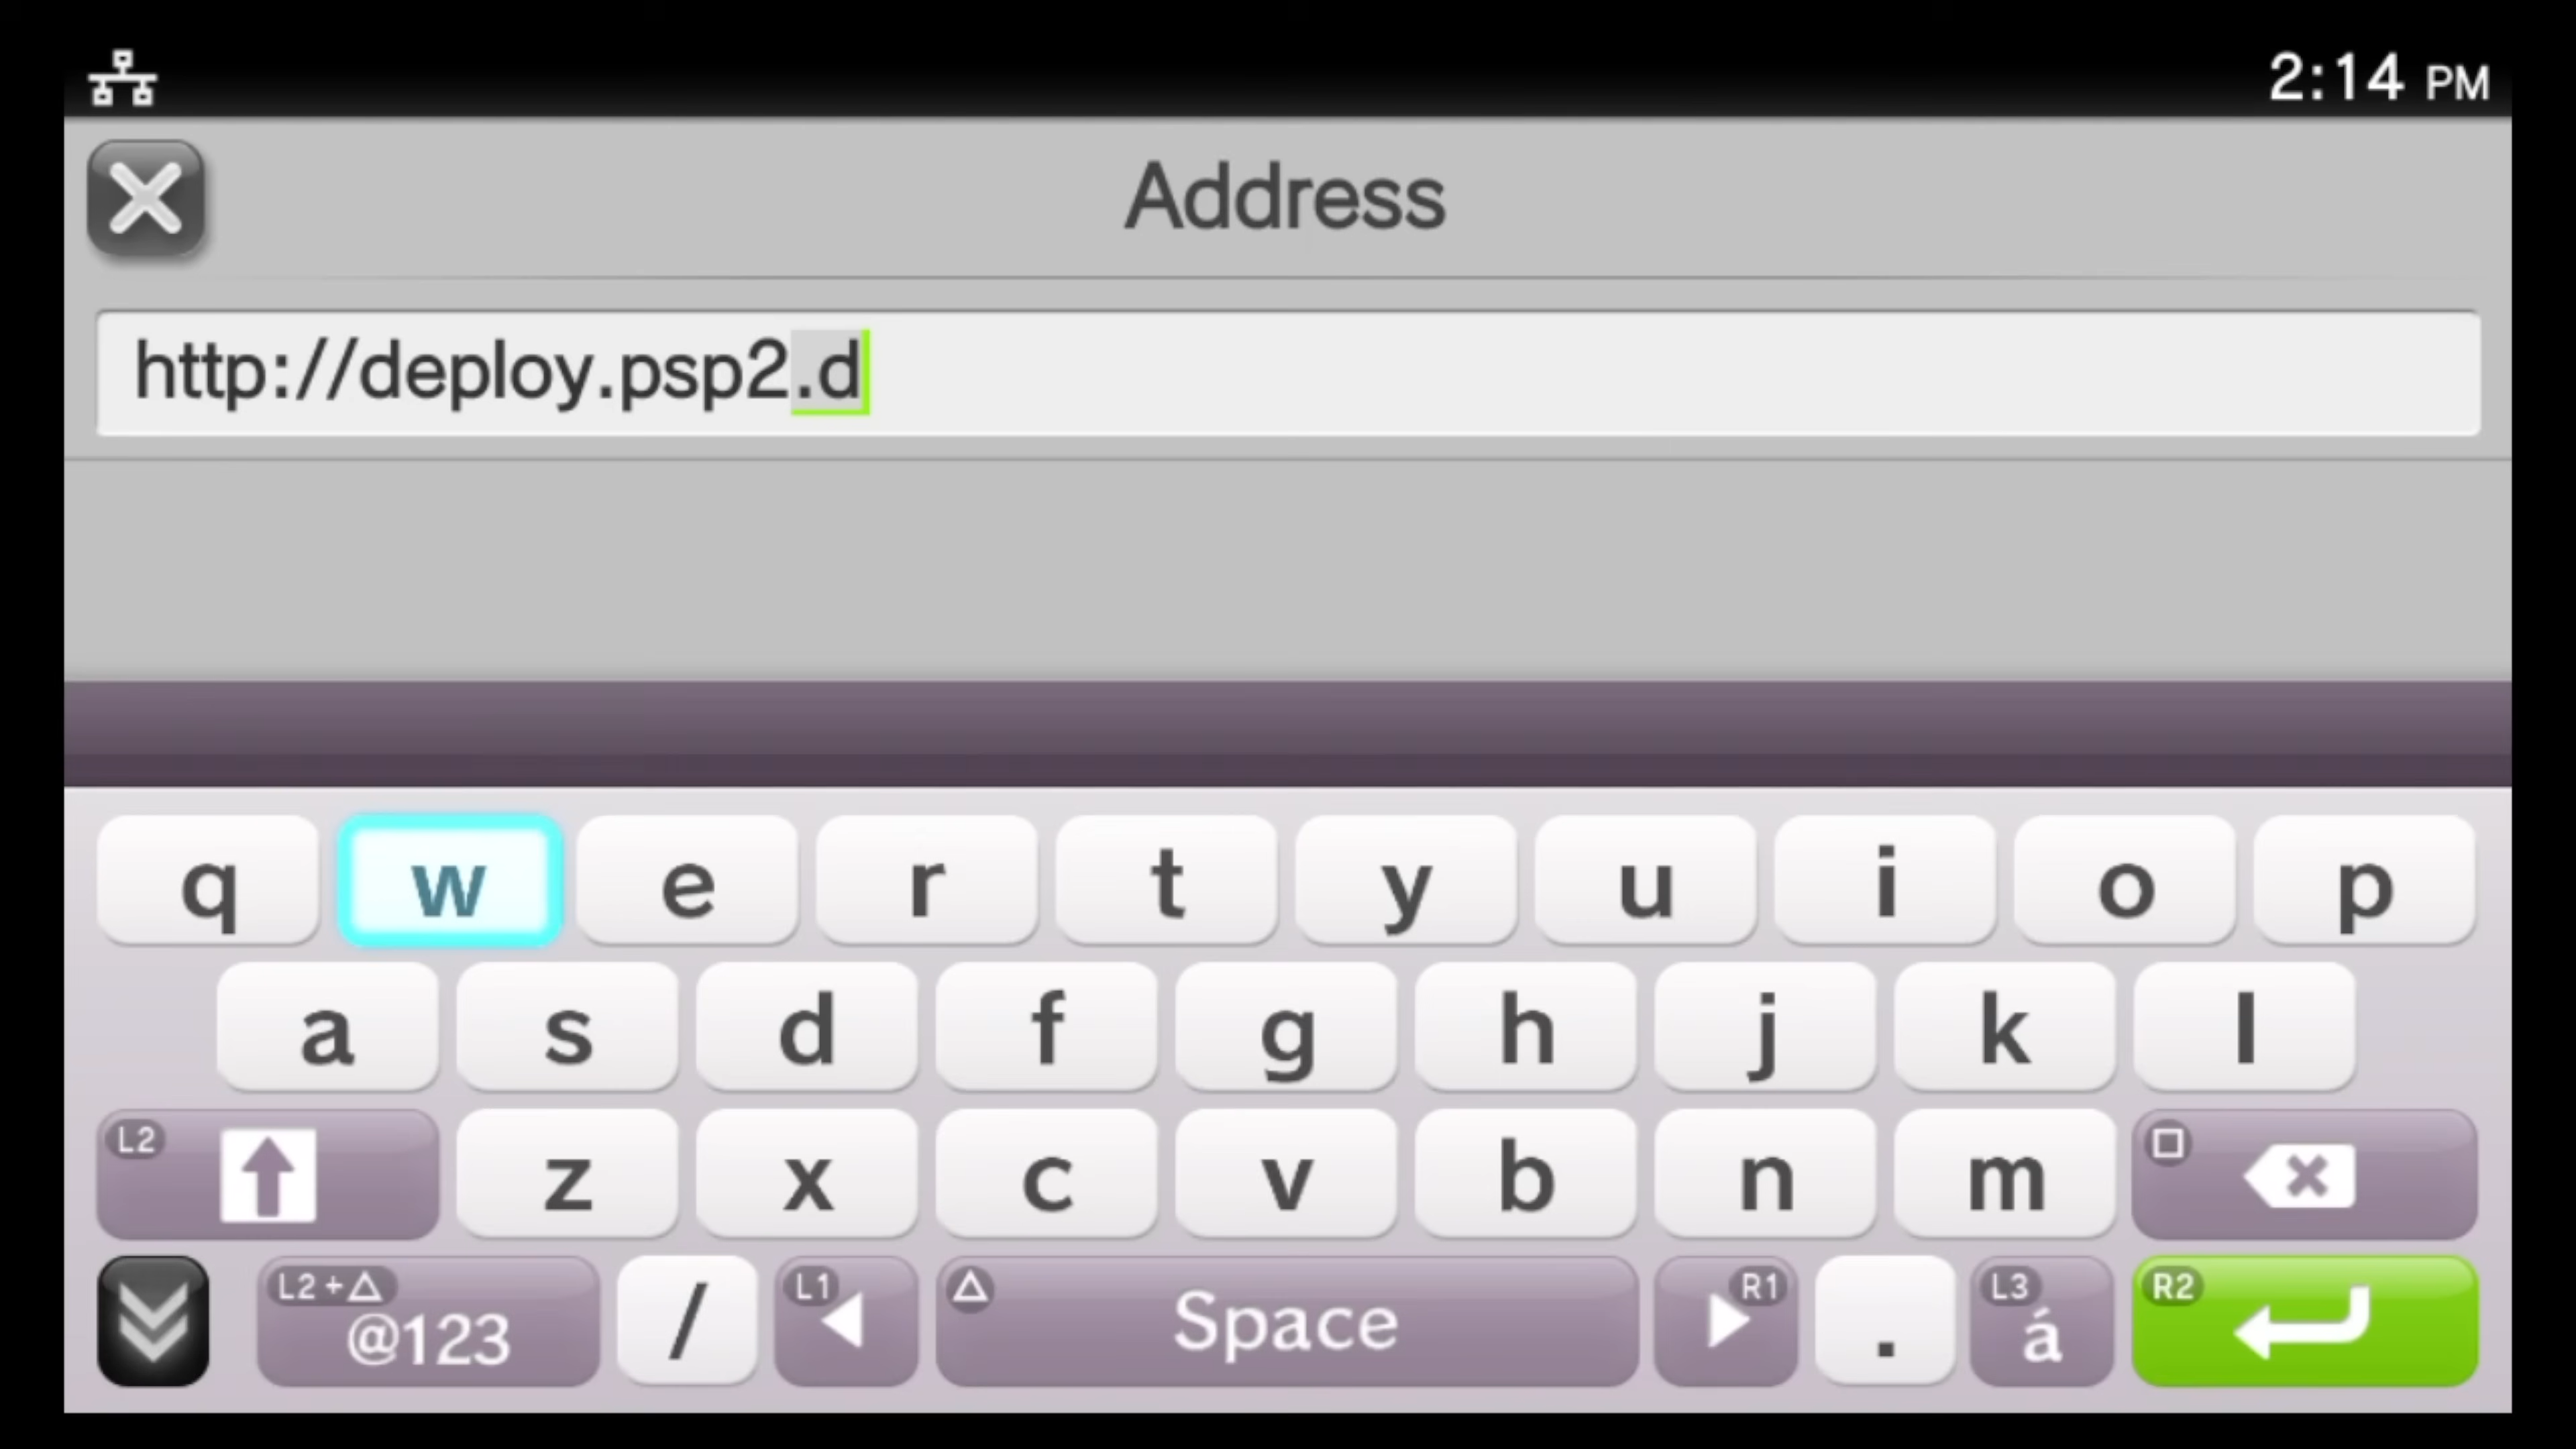 2:14 PM
Address
http://deploy.psp2.d
q w e r t y u i o p
a s d f g h j k l
L2 z x c v b n m
L2+△ @123 / L1 △ Space R1 . L3 á R2